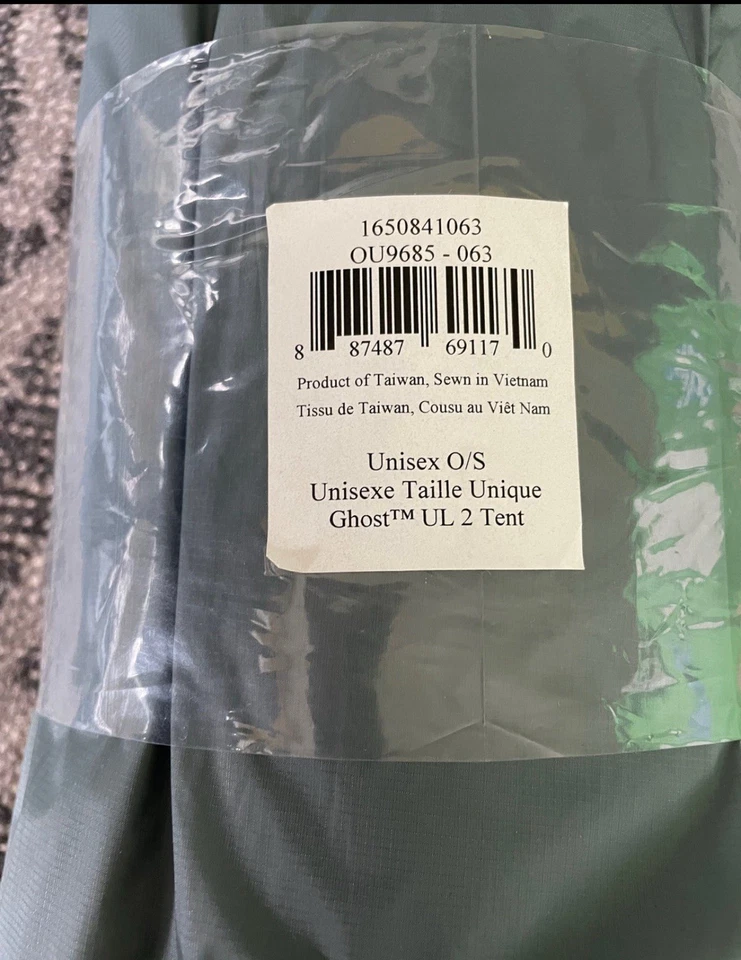 1650841063
OU9685 - 063
8 87487 69117 0
Product of Taiwan, Sewn in Vietnam
Tissu de Taiwan, Cousu au Viêt Nam
Unisex O/S
Unisexe Taille Unique
Ghost™ UL 2 Tent